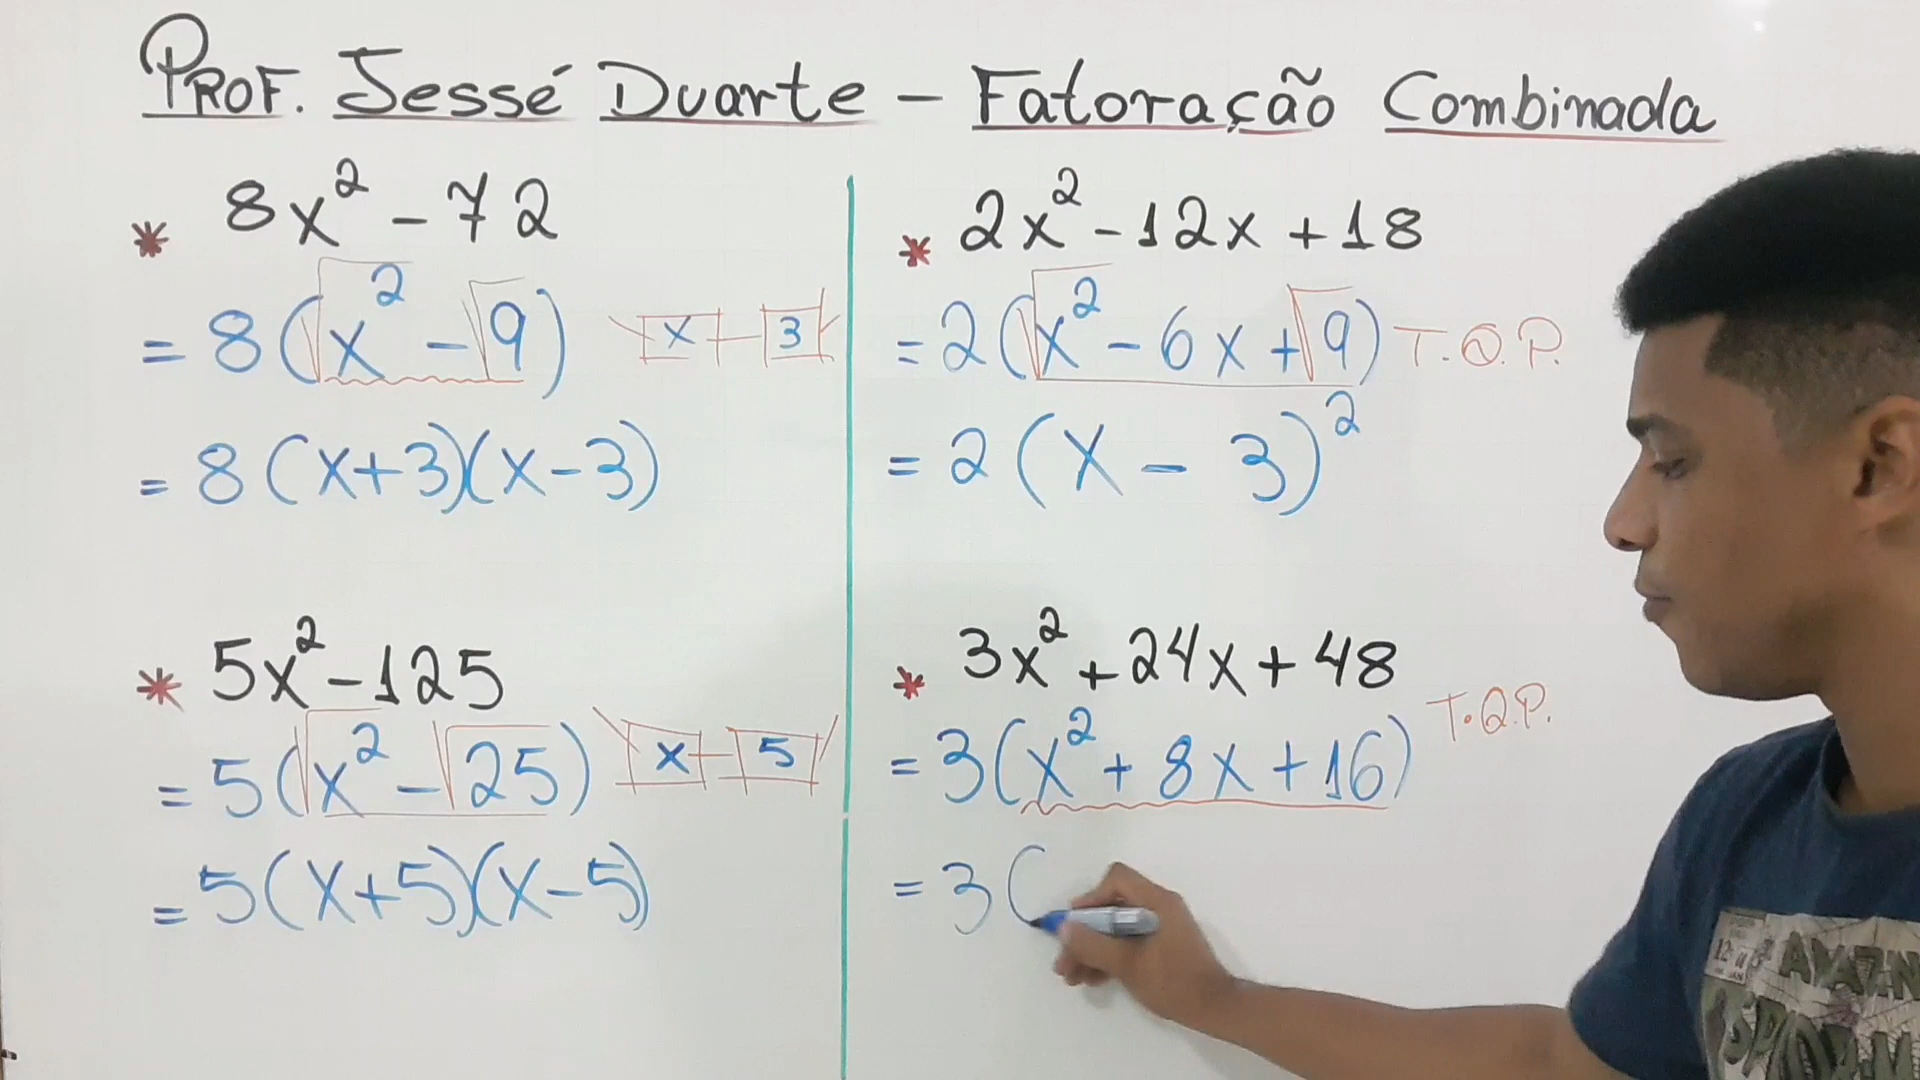 PROF. Jessé Duarte - Fatoração Combinada
* 8x² - 72
= 8(√x² - √9) x 3
= 8(x+3)(x-3)
* 5x² - 125
= 5(√x² - √25) x 5
= 5(x+5)(x-5)
* 2x² - 12x + 18
= 2(√x² - 6x + √9) T.Q.P.
= 2(x - 3)²
* 3x² + 24x + 48
= 3(x² + 8x + 16) T.Q.P.
= 3(